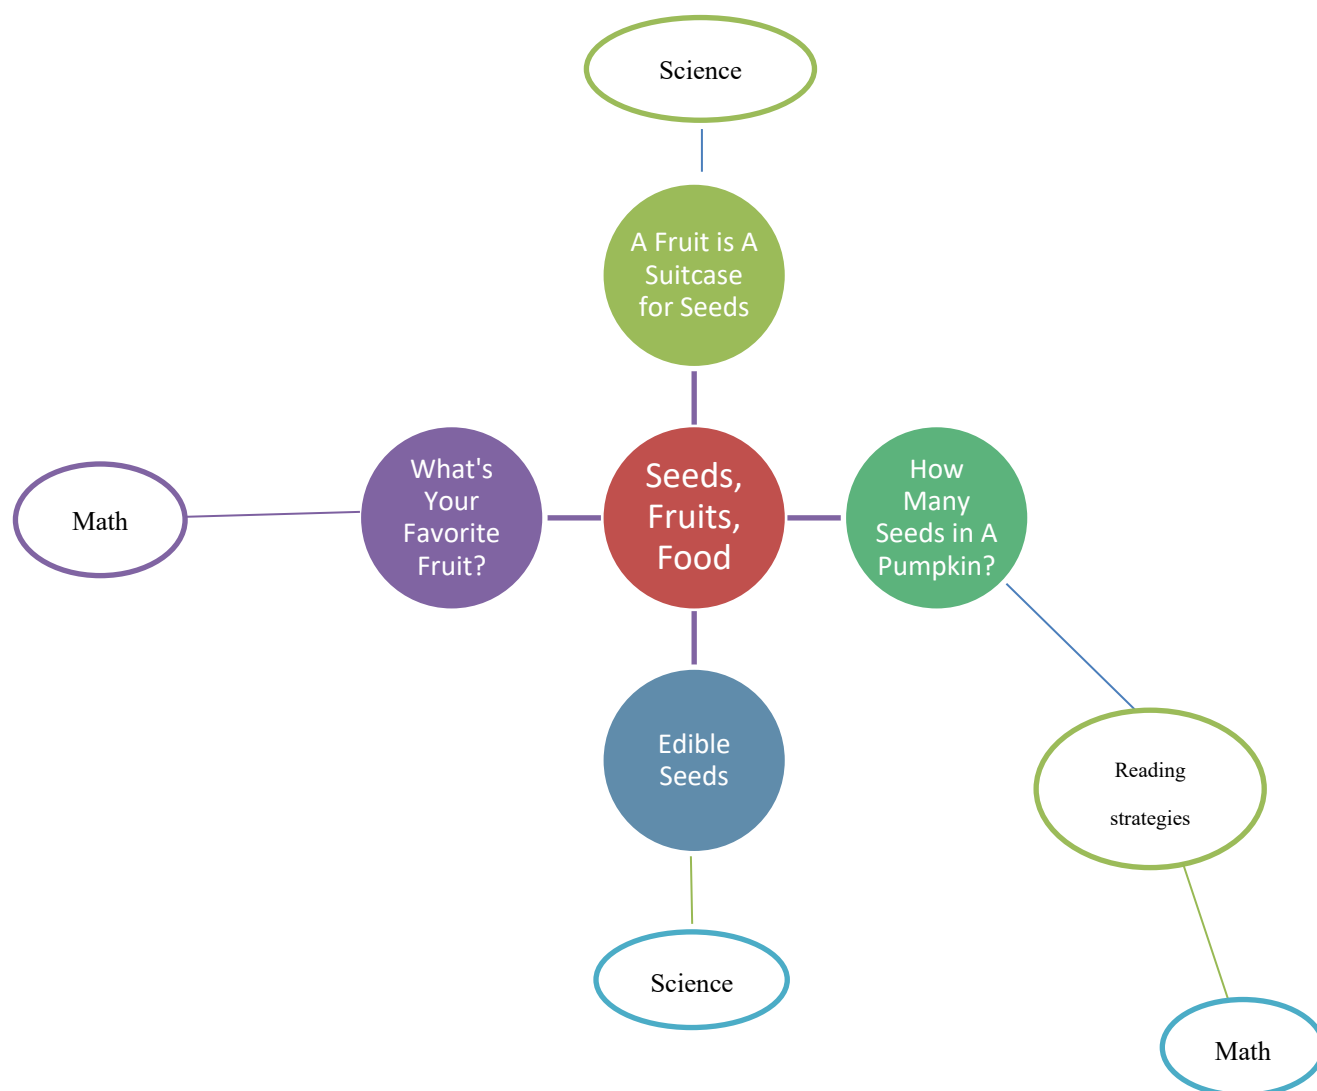 Science
A Fruit is A
Suitcase
for Seeds
What's
Your
Favorite
Fruit?
Math
Seeds,
Fruits,
Food
How
Many
Seeds in A
Pumpkin?
Edible
Seeds
Reading
strategies
Science
Math